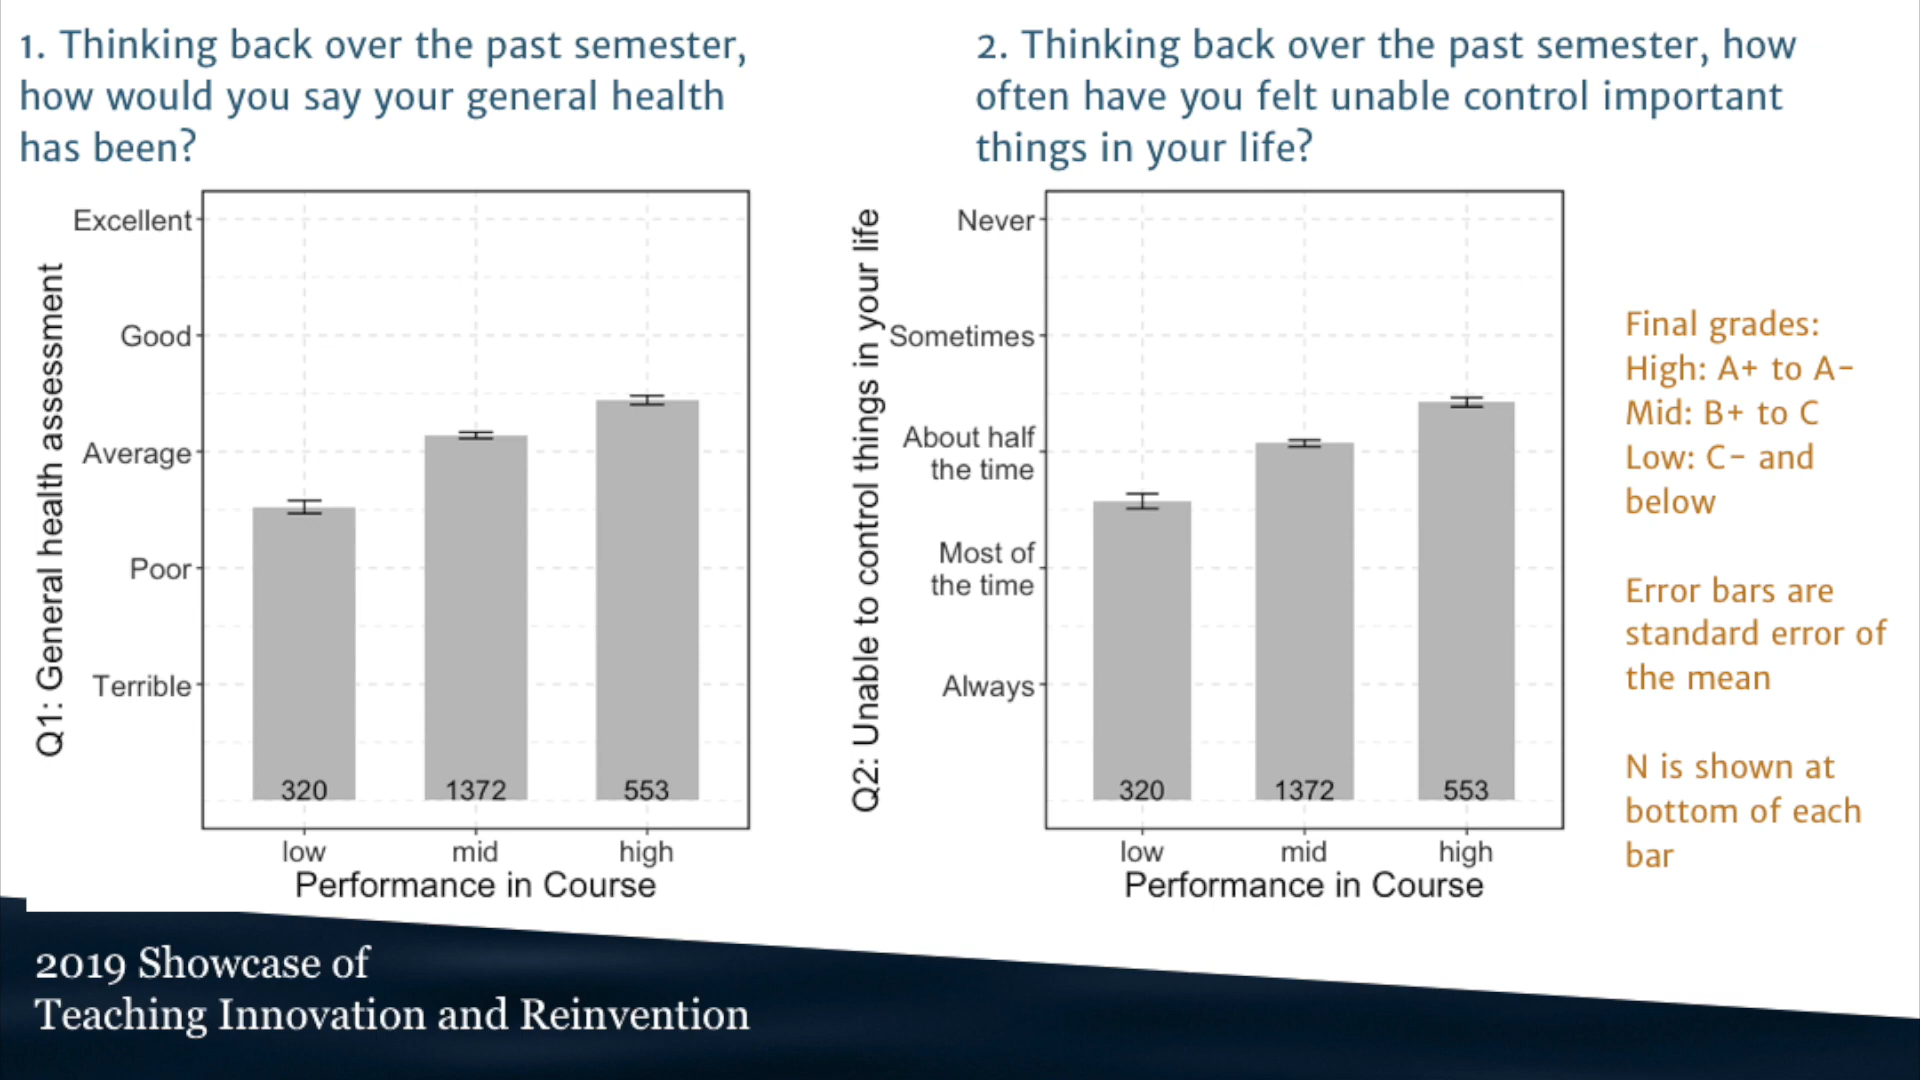 1. Thinking back over the past semester,
how would you say your general health
has been?
2. Thinking back over the past semester, how
often have you felt unable control important
things in your life?
Q1: General health assessment
Excellent
Good
Average
Poor
Terrible
320
1372
553
low
mid
high
Performance in Course
Q2: Unable to control things in your life
Never
Sometimes
About half
the time
Most of
the time
Always
320
1372
553
low
mid
high
Performance in Course
Final grades:
High: A+ to A-
Mid: B+ to C
Low: C- and
below
Error bars are
standard error of
the mean
N is shown at
bottom of each
bar
2019 Showcase of
Teaching Innovation and Reinvention